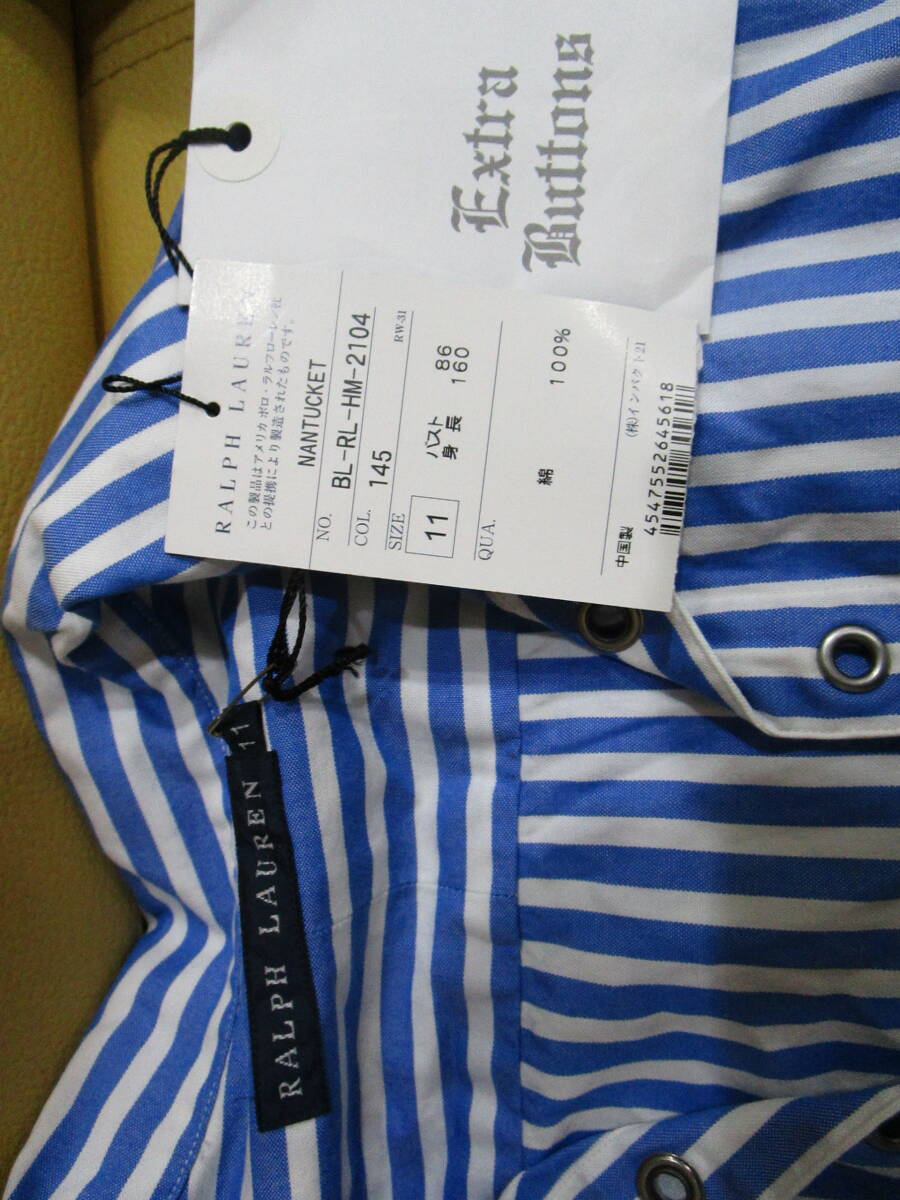 Extra
Buttons
RALPH LAUREN
この製品はアメリカ ポロ・ラルフローレン社
との提携により製造されたものです。
NANTUCKET
NO. BL-RL-HM-2104
COL. 145
SIZE RW-31
11
バスト 86
身長 160
QUA.
綿 100%
(株)インパクト21
中国製
4547552645618
RALPH LAUREN 11